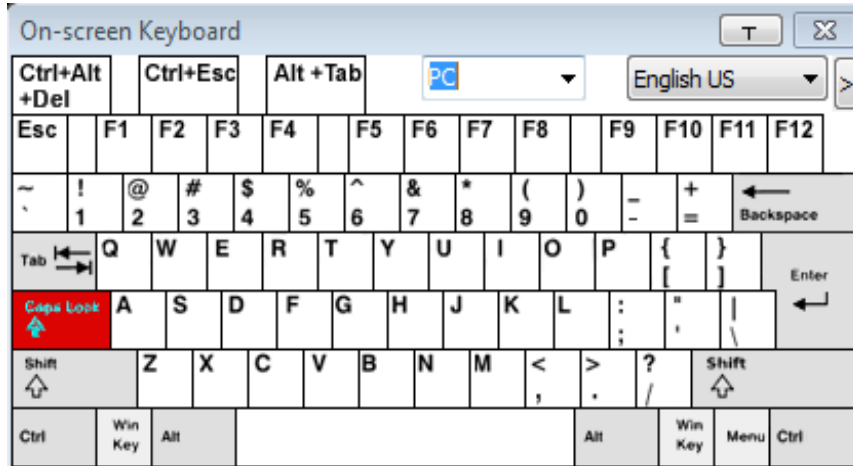 On-screen Keyboard T
Ctrl+Alt Ctrl+Esc Alt +Tab PC English US >
+Del
Esc F1 F2 F3 F4 F5 F6 F7 F8 F9 F10 F11 F12
~ ! @ # $ % ^ & * ( ) _ +
` 1 2 3 4 5 6 7 8 9 0 - = Backspace
Tab Q W E R T Y U I O P { }
[ ] Enter
Caps Lock A S D F G H J K L : " |
; ' \
Shift Z X C V B N M < > ? Shift
, . /
Ctrl Win Key Alt Alt Win Key Menu Ctrl